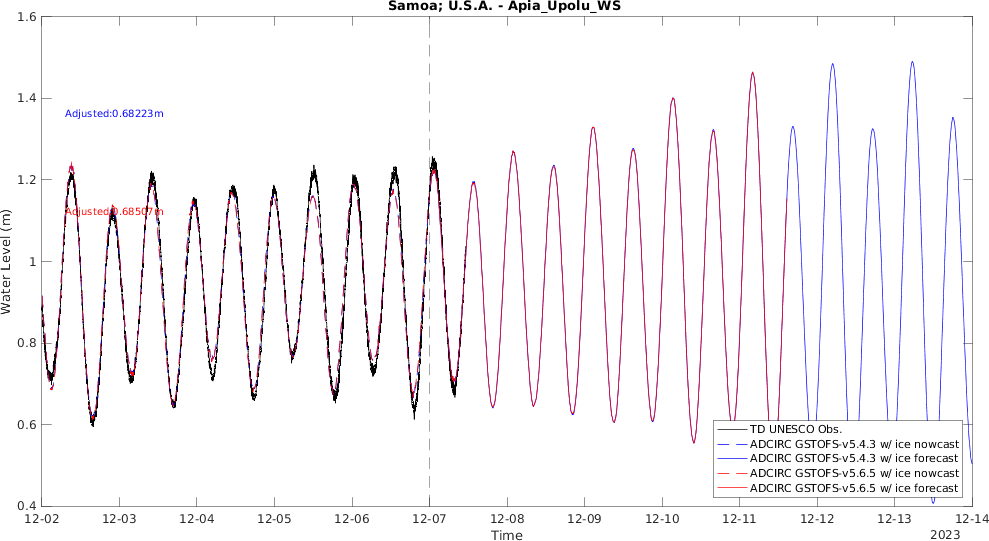 Samoa; U.S.A. - Apia_Upolu_WS
1.6
1.4
1.2
1
0.8
0.6
0.4
Water Level (m)
Adjusted:0.68223m
Adjusted:0.68507m
TD UNESCO Obs.
ADCIRC GSTOFS-v5.4.3 w/ ice nowcast
ADCIRC GSTOFS-v5.4.3 w/ ice forecast
ADCIRC GSTOFS-v5.6.5 w/ ice nowcast
ADCIRC GSTOFS-v5.6.5 w/ ice forecast
12-02 12-03 12-04 12-05 12-06 12-07 12-08 12-09 12-10 12-11 12-12 12-13 12-14
Time
2023